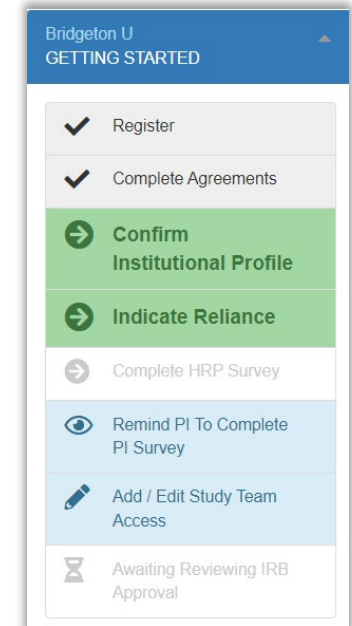 Bridgeton U
GETTING STARTED
Register
Complete Agreements
Confirm
Institutional Profile
Indicate Reliance
Complete HRP Survey
Remind PI To Complete
PI Survey
Add / Edit Study Team
Access
Awaiting Reviewing IRB
Approval